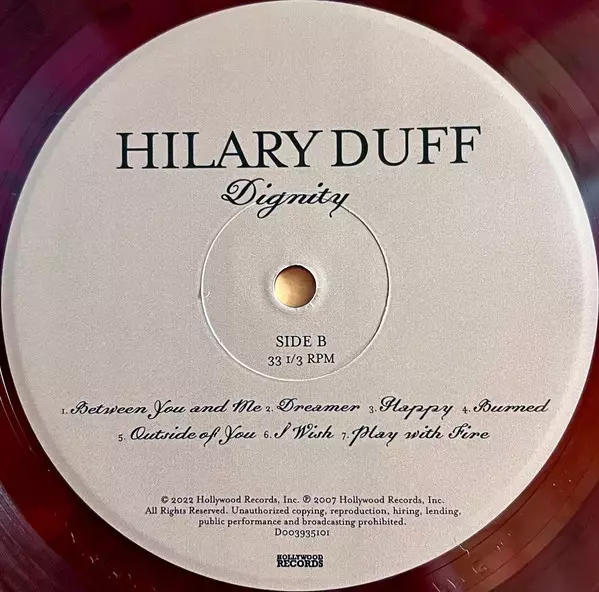 HILARY DUFF
Dignity
SIDE B
33 1/3 RPM
1. Between You and Me 2. Dreamer 3. Happy 4. Burned
5. Outside of You 6. I Wish 7. Play with Fire
© 2022 Hollywood Records, Inc. ℗ 2007 Hollywood Records, Inc.
All Rights Reserved. Unauthorized copying, reproduction, hiring, lending,
public performance and broadcasting prohibited.
D003935101
HOLLYWOOD
RECORDS